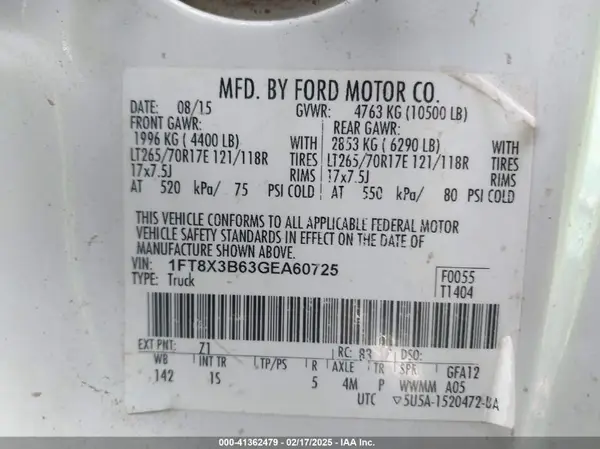 MFD. BY FORD MOTOR CO.
DATE: 08/15 GVWR: 4763 KG (10500 LB)
FRONT GAWR: REAR GAWR:
1996 KG ( 4400 LB) WITH 2853 KG ( 6290 LB) WITH
LT265/70R17E 121/118R TIRES LT265/70R17E 121/118R TIRES
17x7.5J RIMS 17x7.5J RIMS
AT 520 kPa/ 75 PSI COLD AT 550 kPa/ 80 PSI COLD
THIS VEHICLE CONFORMS TO ALL APPLICABLE FEDERAL MOTOR
VEHICLE SAFETY STANDARDS IN EFFECT ON THE DATE OF
MANUFACTURE SHOWN ABOVE.
VIN: 1FT8X3B63GEA60725 F0055
TYPE: Truck T1404
EXT PNT: Z1 RC: 83 DSO:
WB INT TR TP/PS R AXLE TR SPR GFA12
142 1S 5 4M P WWMM A05
UTC 5U5A-1520472-BA
000-41362479 - 02/17/2025 - IAA Inc.